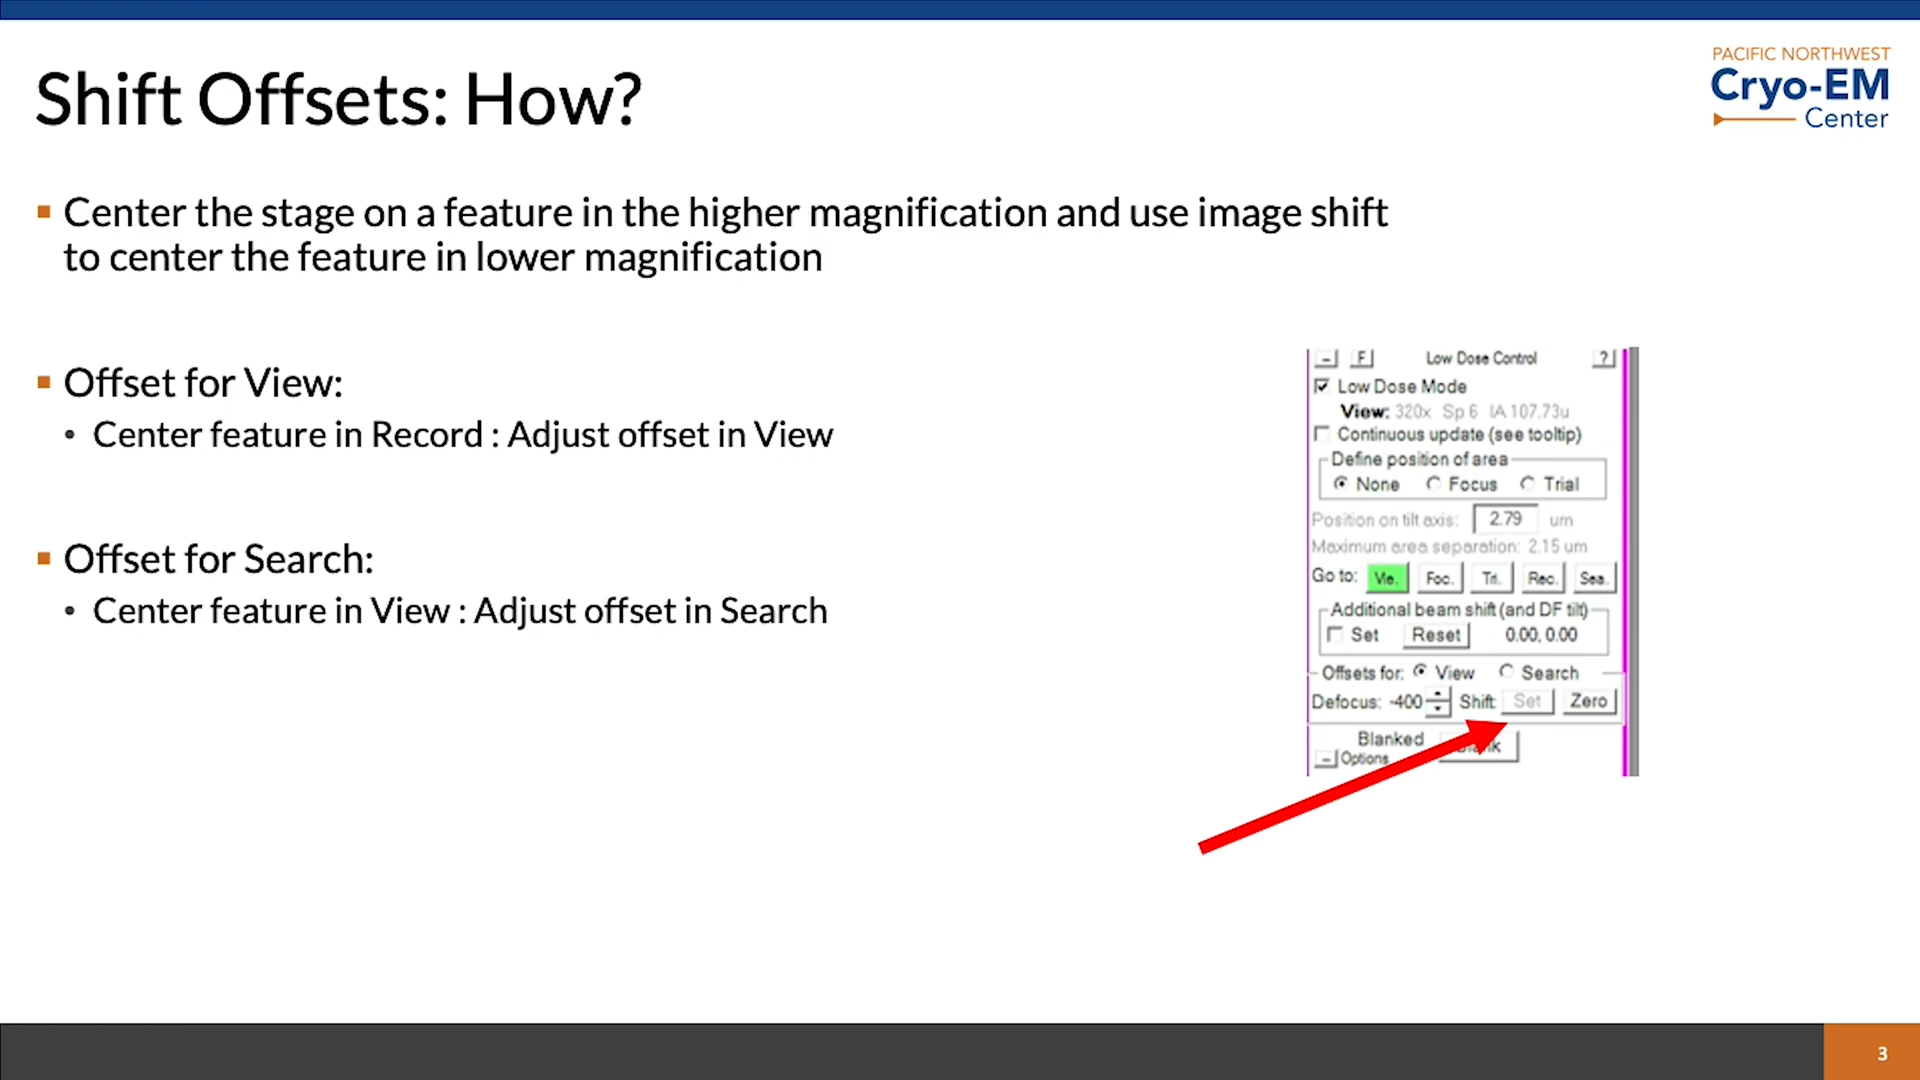 PACIFIC NORTHWEST
Cryo-EM
Center
Shift Offsets: How?
Center the stage on a feature in the higher magnification and use image shift
to center the feature in lower magnification
Offset for View:
Center feature in Record : Adjust offset in View
Offset for Search:
Center feature in View : Adjust offset in Search
– F Low Dose Control ?
Low Dose Mode
View: 320x Sp 6 IA 107.73u
Continuous update (see tooltip)
Define position of area
None Focus Trial
Position on tilt axis: 2.79 um
Maximum area separation: 2.15 um
Go to: Vie. Foc. Tri. Rec. Sea.
Additional beam shift (and DF tilt)
Set Reset 0.00, 0.00
Offsets for: View Search
Defocus: -400 Shift: Set Zero
Blanked
– Options
3